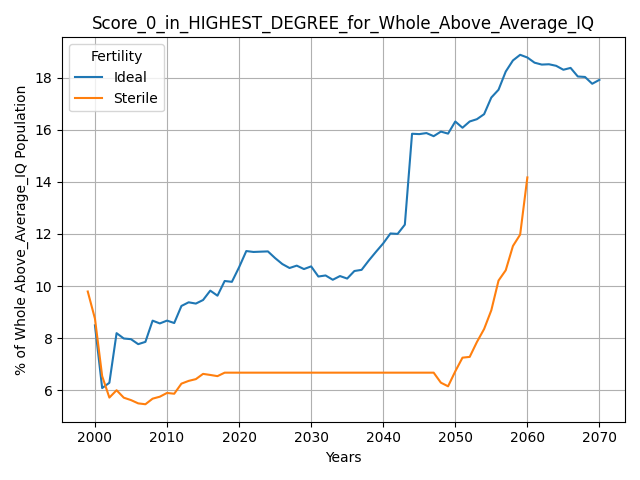 Score_0_in_HIGHEST_DEGREE_for_Whole_Above_Average_IQ
% of Whole Above_Average_IQ Population
Fertility
Ideal
Sterile
18
16
14
12
10
8
6
2000 2010 2020 2030 2040 2050 2060 2070
Years